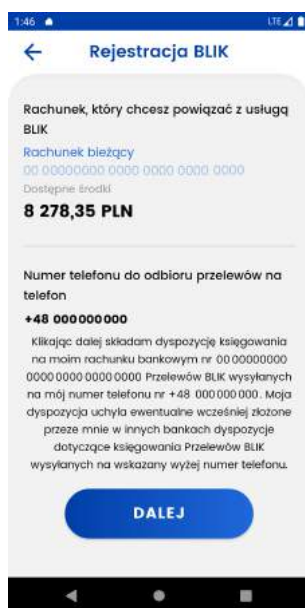 1:46 LTE
Rejestracja BLIK
Rachunek, który chcesz powiązać z usługą
BLIK
Rachunek bieżący
00 00000000 0000 0000 0000 0000
Dostępne środki
8 278,35 PLN
Numer telefonu do odbioru przelewów na
telefon
+48 000 000 000
Klikając dalej składam dyspozycję księgowania
na moim rachunku bankowym nr 00 00000000
0000 0000 0000 0000 Przelewów BLIK wysyłanych
na mój numer telefonu nr +48 000 000 000. Moja
dyspozycja uchyla ewentualne wcześniej złożone
przeze mnie w innych bankach dyspozycje
dotyczące księgowania Przelewów BLIK
wysyłanych na wskazany wyżej numer telefonu.
DALEJ